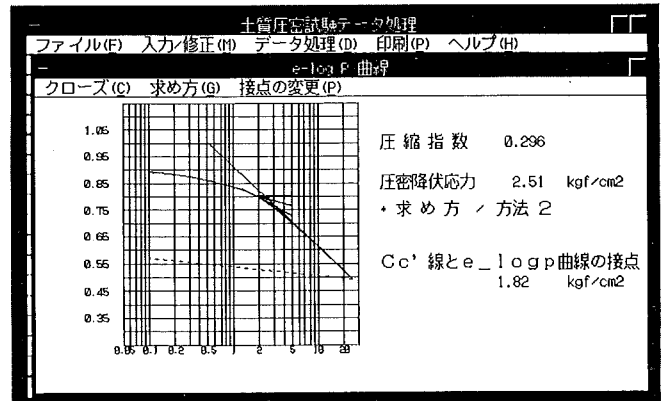 土質圧密試験データ処理
ファイル(F) 入力/修正(M) データ処理(D) 印刷(P) ヘルプ(H)
e-log P 曲線
クローズ(C) 求め方(G) 接点の変更(P)
圧縮指数 0.296
圧密降伏応力 2.51 kgf/cm2
・求め方 / 方法2
Cc'線とe_logp曲線の接点
1.82 kgf/cm2
1.05
0.95
0.85
0.75
0.65
0.55
0.45
0.35
0.05 0.1 0.2 0.5 1 2 5 10 20